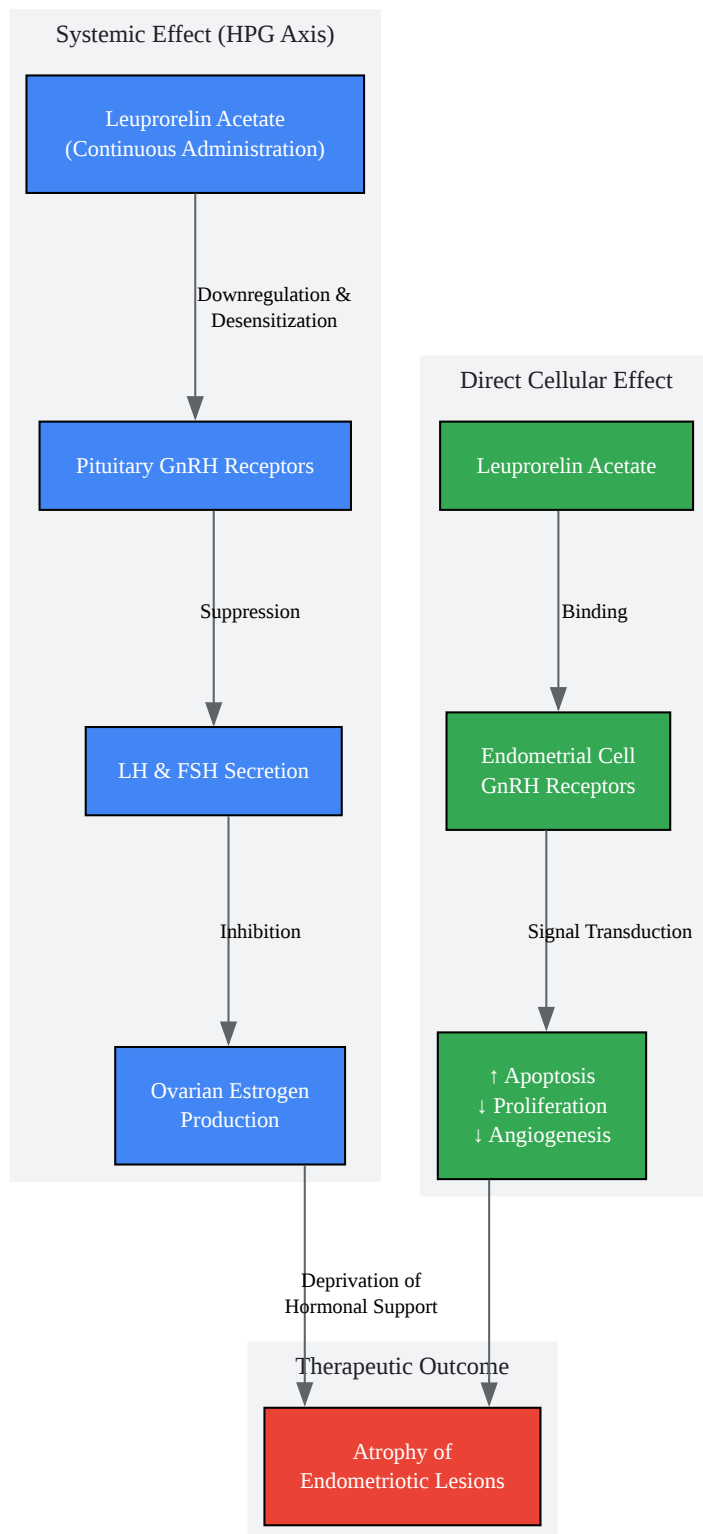 Systemic Effect (HPG Axis)
Leuprorelin Acetate
(Continuous Administration)
Downregulation &
Desensitization
Pituitary GnRH Receptors
Suppression
LH & FSH Secretion
Inhibition
Ovarian Estrogen
Production
Direct Cellular Effect
Leuprorelin Acetate
Binding
Endometrial Cell
GnRH Receptors
Signal Transduction
↑ Apoptosis
↓ Proliferation
↓ Angiogenesis
Deprivation of
Hormonal Support
Therapeutic Outcome
Atrophy of
Endometriotic Lesions